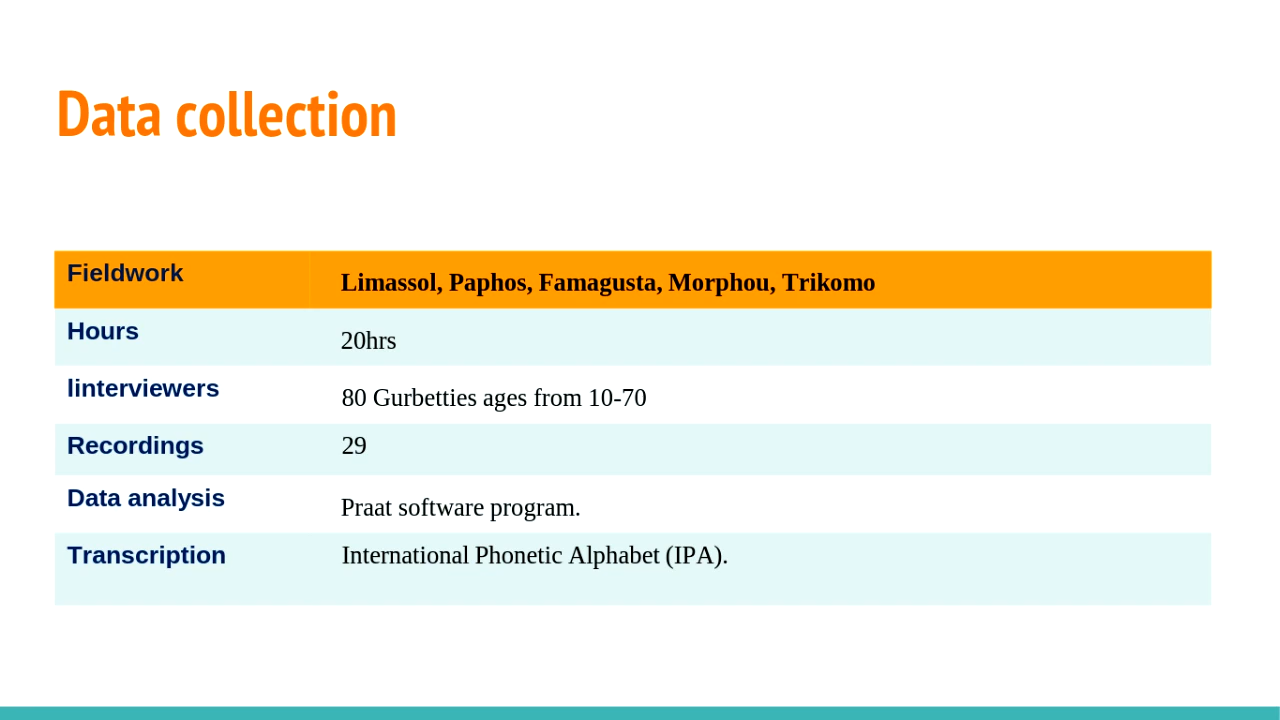 Data collection
Fieldwork Limassol, Paphos, Famagusta, Morphou, Trikomo
Hours 20hrs
linterviewers 80 Gurbetties ages from 10-70
Recordings 29
Data analysis Praat software program.
Transcription International Phonetic Alphabet (IPA).